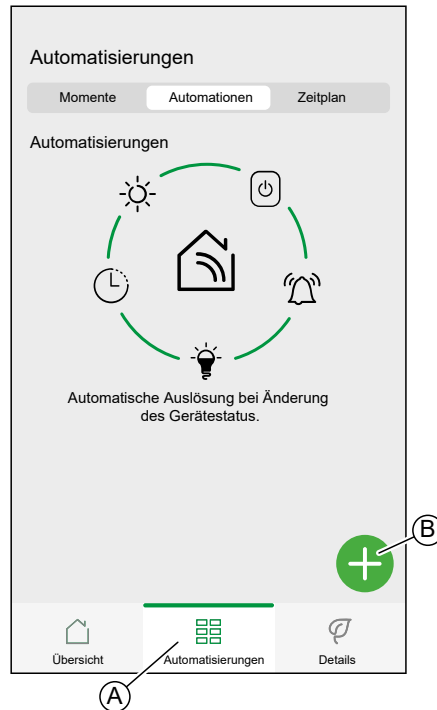 Automatisierungen
Momente Automationen Zeitplan
Automatisierungen
Automatische Auslösung bei Änderung
des Gerätestatus.
B
Übersicht Automatisierungen Details
A